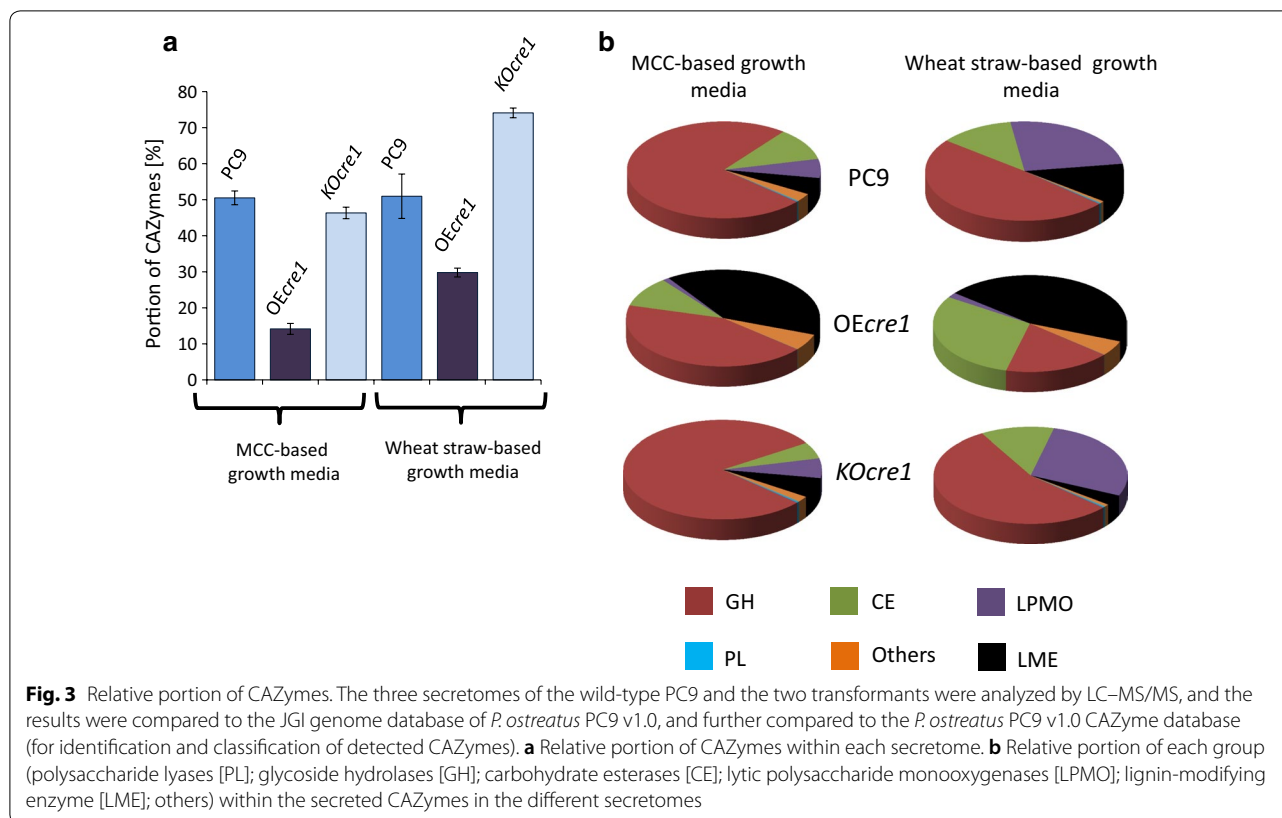 a
Portion of CAZymes [%]
80
70
60
50
40
30
20
10
0
PC9
OEcre1
KOcre1
PC9
OEcre1
KOcre1
MCC-based
growth media
Wheat straw-based
growth media
b
MCC-based growth
media
Wheat straw-based growth
media
PC9
OEcre1
KOcre1
GH
CE
LPMO
PL
Others
LME
Fig. 3 Relative portion of CAZymes. The three secretomes of the wild-type PC9 and the two transformants were analyzed by LC–MS/MS, and the
results were compared to the JGI genome database of P. ostreatus PC9 v1.0, and further compared to the P. ostreatus PC9 v1.0 CAZyme database
(for identification and classification of detected CAZymes). a Relative portion of CAZymes within each secretome. b Relative portion of each group
(polysaccharide lyases [PL]; glycoside hydrolases [GH]; carbohydrate esterases [CE]; lytic polysaccharide monooxygenases [LPMO]; lignin-modifying
enzyme [LME]; others) within the secreted CAZymes in the different secretomes